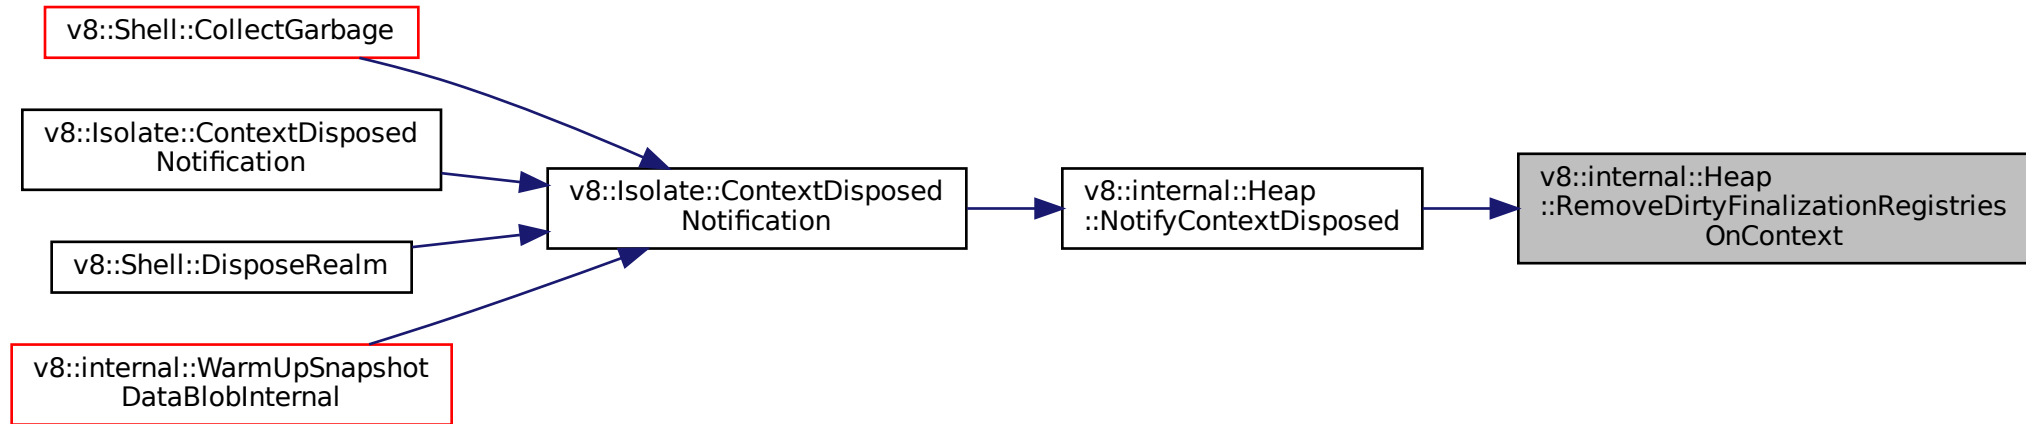 v8::Shell::CollectGarbage
v8::Isolate::ContextDisposed
Notification
v8::Shell::DisposeRealm
v8::internal::WarmUpSnapshot
DataBlobInternal
v8::Isolate::ContextDisposed
Notification
v8::internal::Heap
::NotifyContextDisposed
v8::internal::Heap
::RemoveDirtyFinalizationRegistries
OnContext